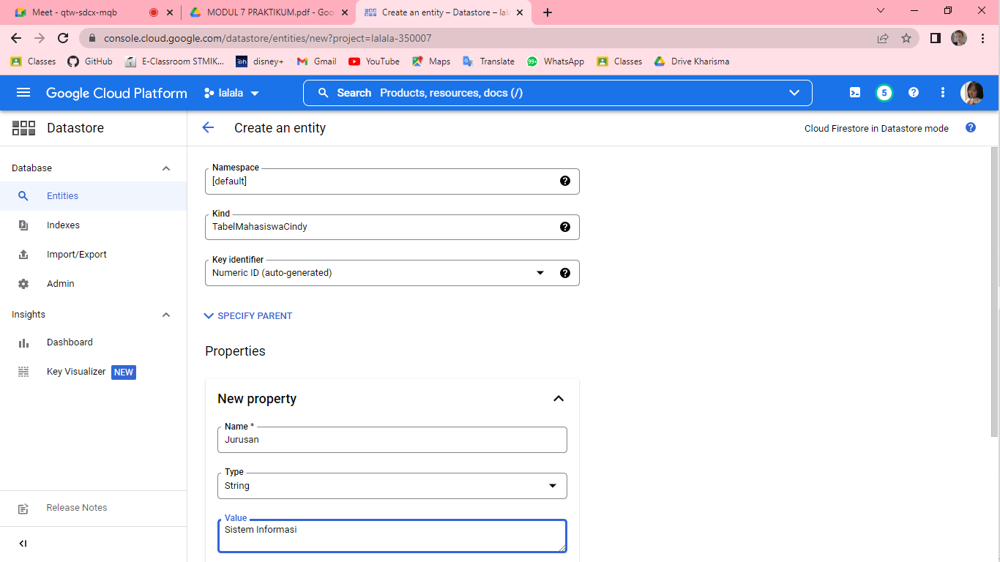 Meet - qtw-sdcx-mqb
MODUL 7 PRAKTIKUM.pdf - Goo
Create an entity – Datastore – lala
console.cloud.google.com/datastore/entities/new?project=lalala-350007
Classes
GitHub
E-Classroom STMIK...
disney+
Gmail
YouTube
Maps
Translate
99+
WhatsApp
Classes
Drive Kharisma
Google Cloud Platform
lalala
Search Products, resources, docs (/)
5
Datastore
Create an entity
Cloud Firestore in Datastore mode
Database
Entities
Indexes
Import/Export
Admin
Insights
Dashboard
Key Visualizer NEW
Release Notes
Namespace
[default]
Kind
TabelMahasiswaCindy
Key identifier
Numeric ID (auto-generated)
SPECIFY PARENT
Properties
New property
Name *
Jurusan
Type
String
Value
Sistem Informasi